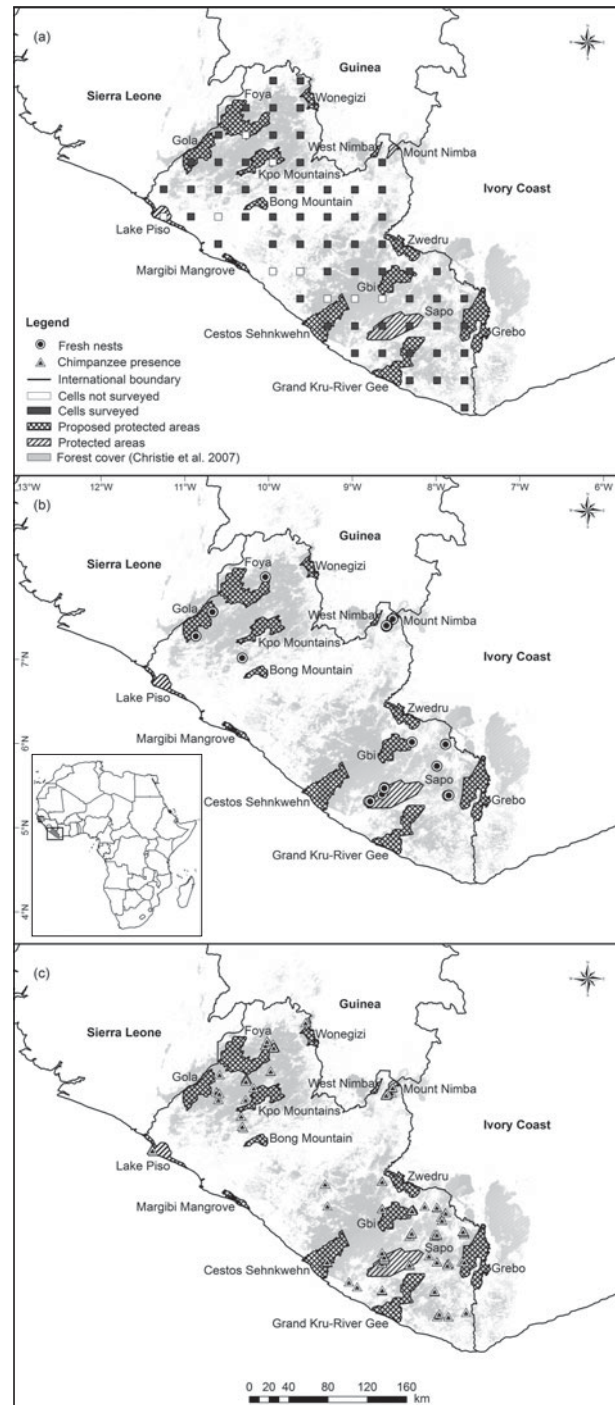 (a)
Guinea
Sierra Leone
Foya
Wonegizi
Gola
West Nimba
Mount Nimba
Kpo Mountains
Ivory Coast
Bong Mountain
Lake Piso
Zwedru
Margibi Mangrove
Gbi
Legend
Sapo
Fresh nests
Cestos Sehnkwehn
Grebo
Chimpanzee presence
International boundary
Cells not surveyed
Grand Kru-River Gee
Cells surveyed
Proposed protected areas
Protected areas
Forest cover (Christie et al. 2007)
13°W 12°W 11°W 10°W 9°W 8°W 7°W 6°W
(b)
Guinea
Sierra Leone
Foya
Wonegizi
Gola
West Nimba
Mount Nimba
Kpo Mountains
7°N
Ivory Coast
Bong Mountain
Lake Piso
Zwedru
6°N
Margibi Mangrove
Gbi
Sapo
Cestos Sehnkwehn
5°N
Grebo
Grand Kru-River Gee
4°N
(c)
Guinea
Sierra Leone
Foya
Wonegizi
Gola
West Nimba
Mount Nimba
Kpo Mountains
Ivory Coast
Bong Mountain
Lake Piso
Zwedru
Margibi Mangrove
Gbi
Sapo
Cestos Sehnkwehn
Grebo
Grand Kru-River Gee
0 20 40 80 120 160
km